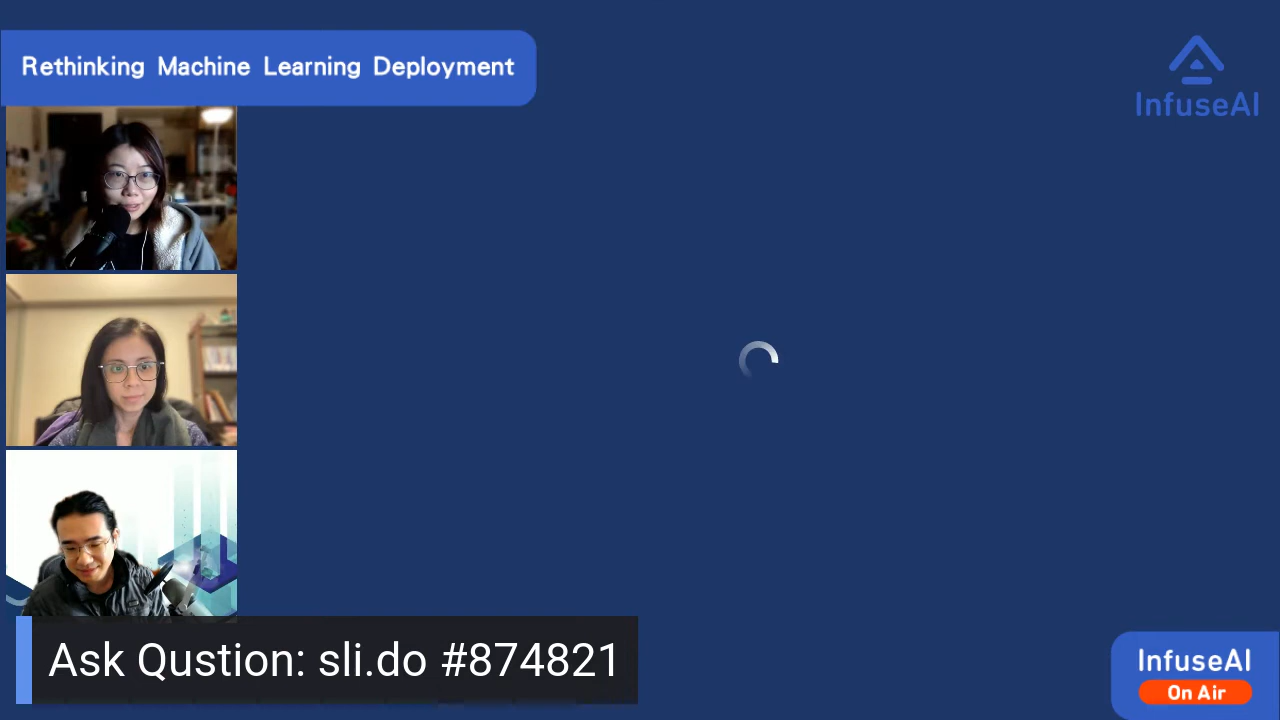 Rethinking Machine Learning Deployment
InfuseAI
Ask Qustion: sli.do #874821
InfuseAI
On Air